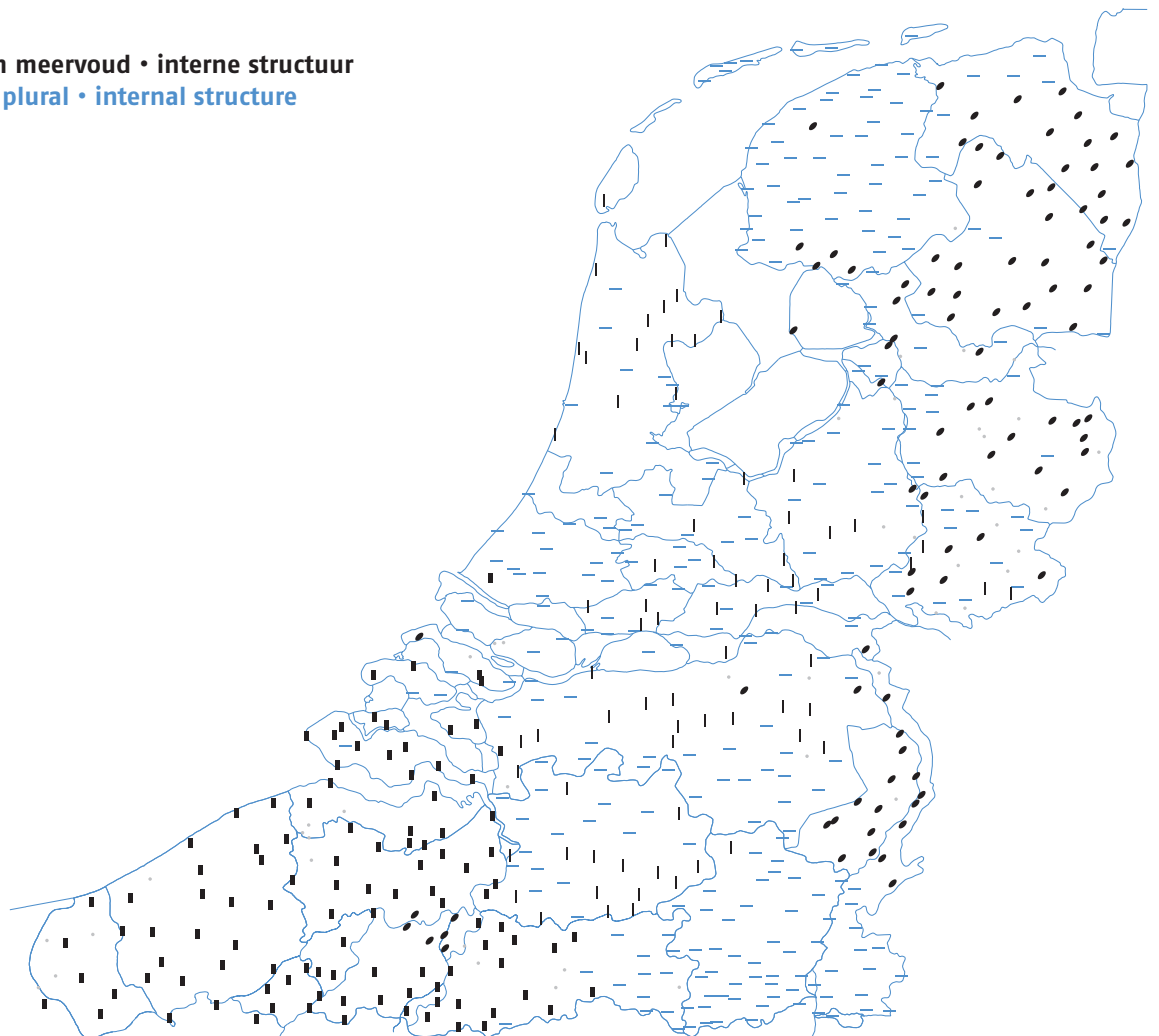 meervoud • interne structuur
plural • internal structure